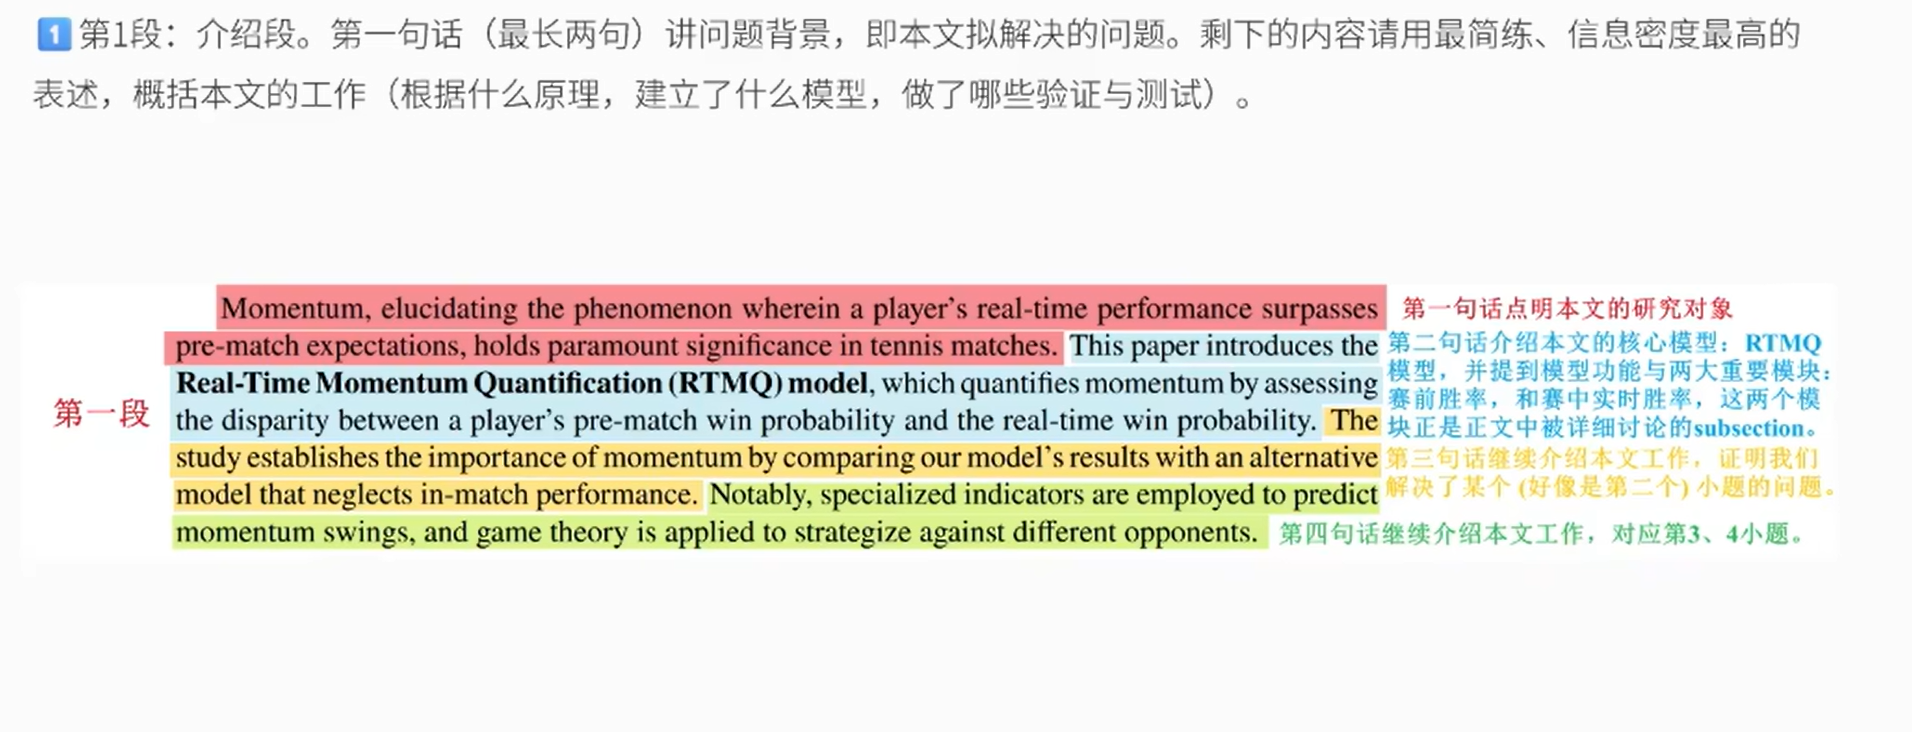 1 第1段：介绍段。第一句话（最长两句）讲问题背景，即本文拟解决的问题。剩下的内容请用最简练、信息密度最高的
表述，概括本文的工作（根据什么原理，建立了什么模型，做了哪些验证与测试）。
第一段
Momentum, elucidating the phenomenon wherein a player's real-time performance surpasses
pre-match expectations, holds paramount significance in tennis matches. This paper introduces the
Real-Time Momentum Quantification (RTMQ) model, which quantifies momentum by assessing
the disparity between a player's pre-match win probability and the real-time win probability. The
study establishes the importance of momentum by comparing our model's results with an alternative
model that neglects in-match performance. Notably, specialized indicators are employed to predict
momentum swings, and game theory is applied to strategize against different opponents.
第一句话点明本文的研究对象
第二句话介绍本文的核心模型：RTMQ
模型，并提到模型功能与两大重要模块：
赛前胜率，和赛中实时胜率，这两个模
块正是正文中被详细讨论的subsection。
第三句话继续介绍本文工作，证明我们
解决了某个 (好像是第二个) 小题的问题。
第四句话继续介绍本文工作，对应第3、4小题。